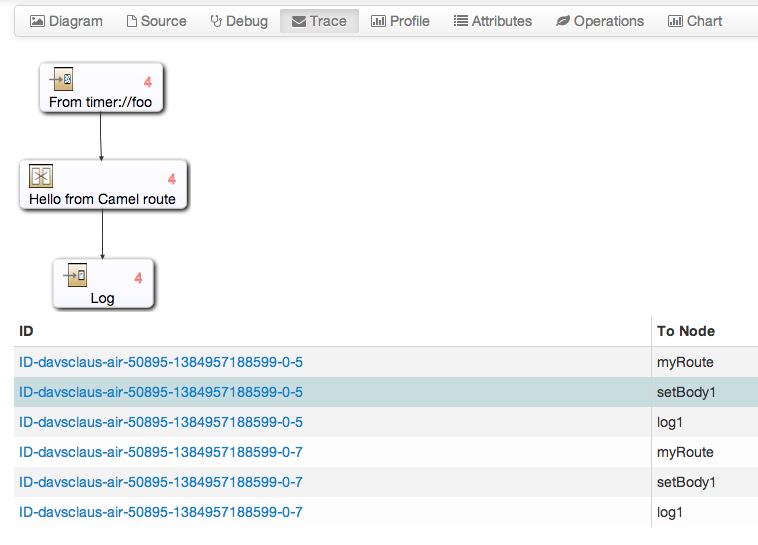 Diagram Source Debug Trace Profile Attributes Operations Chart
4
From timer://foo
4
Hello from Camel route
4
Log
ID To Node
ID-davsclaus-air-50895-1384957188599-0-5 myRoute
ID-davsclaus-air-50895-1384957188599-0-5 setBody1
ID-davsclaus-air-50895-1384957188599-0-5 log1
ID-davsclaus-air-50895-1384957188599-0-7 myRoute
ID-davsclaus-air-50895-1384957188599-0-7 setBody1
ID-davsclaus-air-50895-1384957188599-0-7 log1